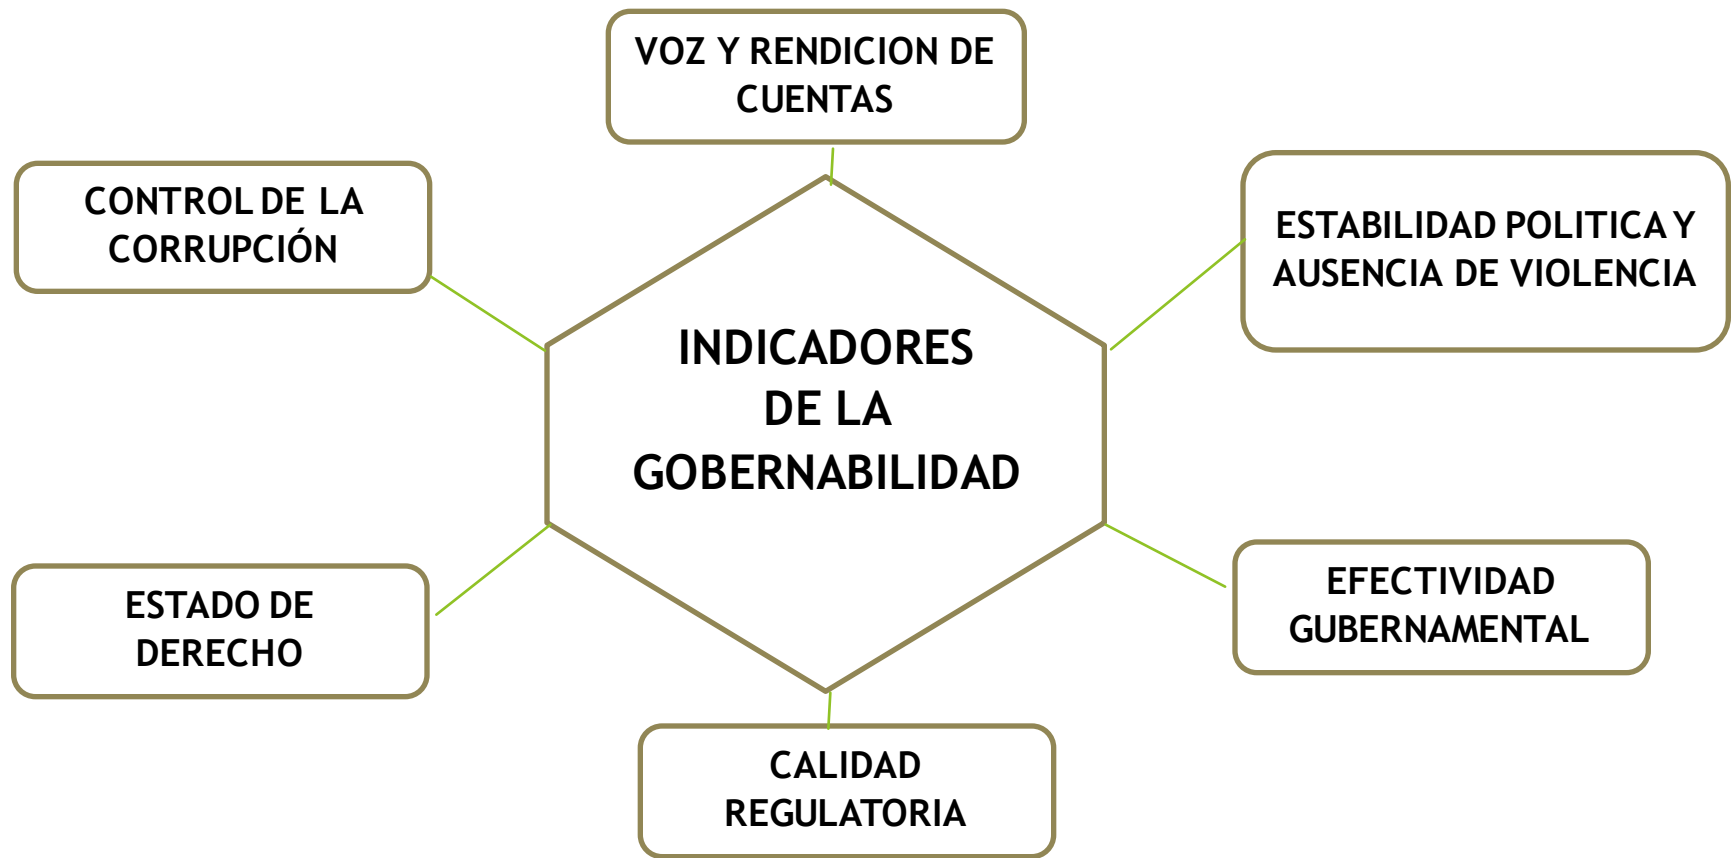 VOZ Y RENDICION DE
CUENTAS
CONTROL DE LA
CORRUPCIÓN
ESTABILIDAD POLITICA Y
AUSENCIA DE VIOLENCIA
INDICADORES
DE LA
GOBERNABILIDAD
ESTADO DE
DERECHO
EFECTIVIDAD
GUBERNAMENTAL
CALIDAD
REGULATORIA